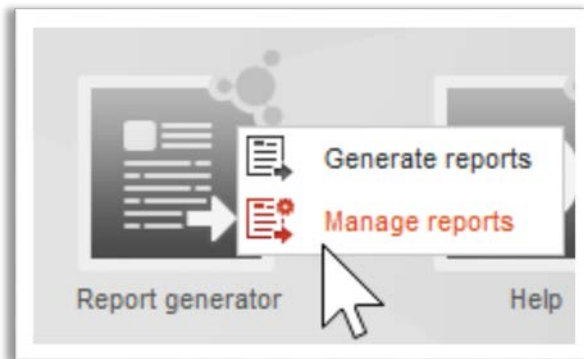 Generate reports
Manage reports
Report generator
Help